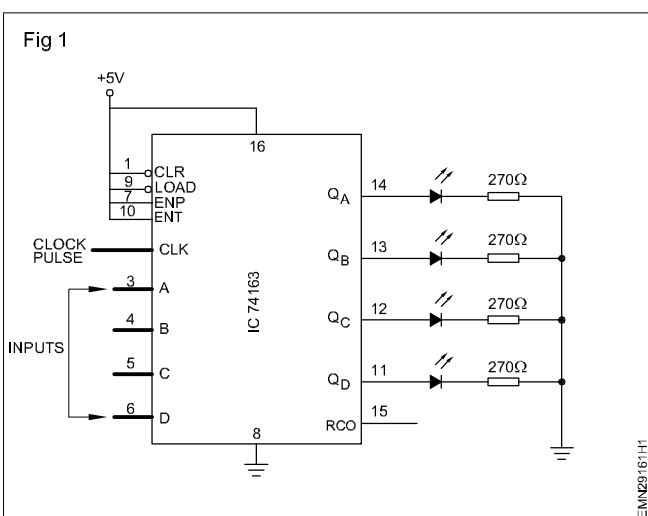 Fig 1
+5V
16
1
CLR
9
LOAD
7
ENP
10
ENT
CLOCK
PULSE
CLK
3
A
4
B
INPUTS
5
C
6
D
8
IC 74163
QA
14
270Ω
QB
13
270Ω
QC
12
270Ω
QD
11
270Ω
RCO
15
EMN29161H1